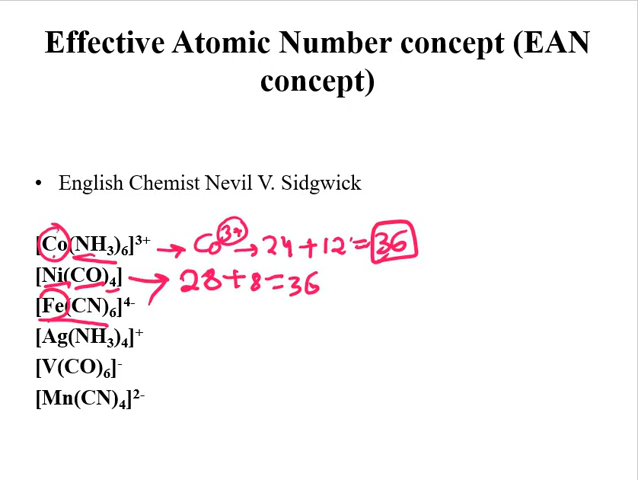 Effective Atomic Number concept (EAN
concept)
• English Chemist Nevil V. Sidgwick
[Co(NH₃)₆]³⁺ → Co³⁺ → 24 + 12 = 36
[Ni(CO)₄] → 28 + 8 = 36
[Fe(CN)₆]⁴⁻
[Ag(NH₃)₄]⁺
[V(CO)₆]⁻
[Mn(CN)₄]²⁻